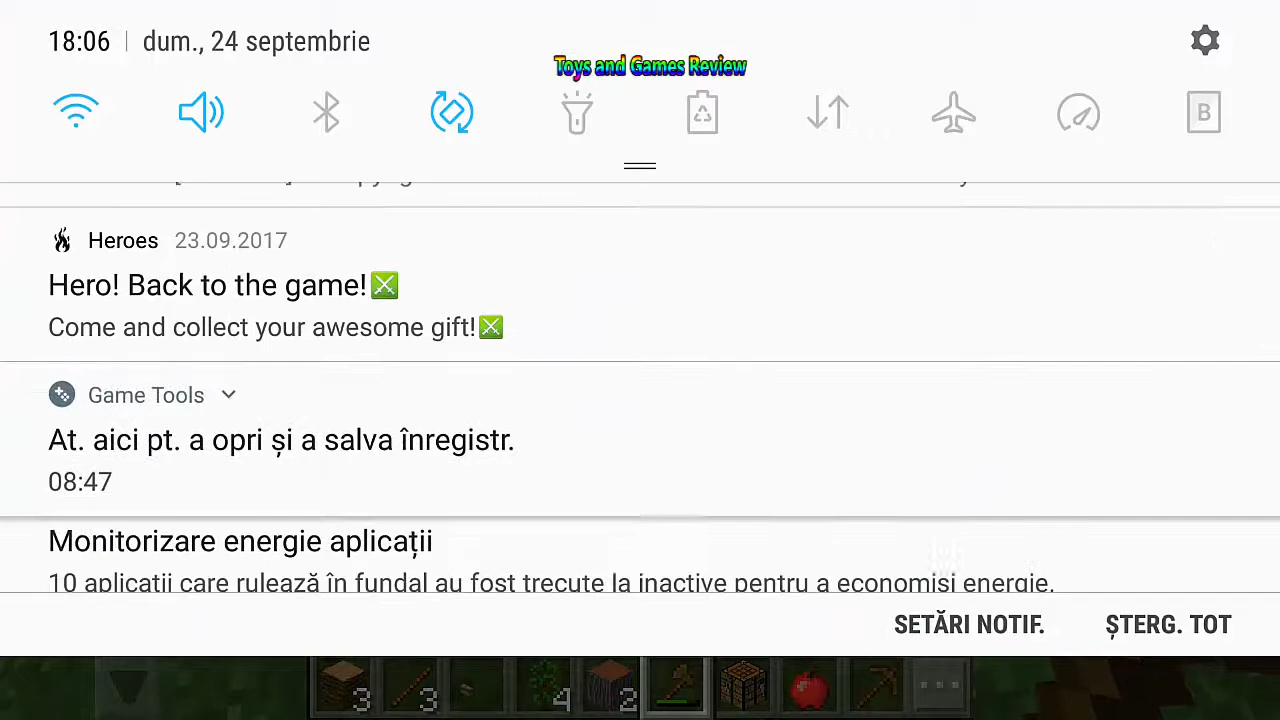 18:06 | dum., 24 septembrie
Toys and Games Review
B
Heroes 23.09.2017
Hero! Back to the game!
Come and collect your awesome gift!
Game Tools
At. aici pt. a opri și a salva înregistr.
08:47
Monitorizare energie aplicații
10 aplicații care rulează în fundal au fost trecute la inactive pentru a economisi energie.
SETĂRI NOTIF. ȘTERG. TOT
3 3 4 2